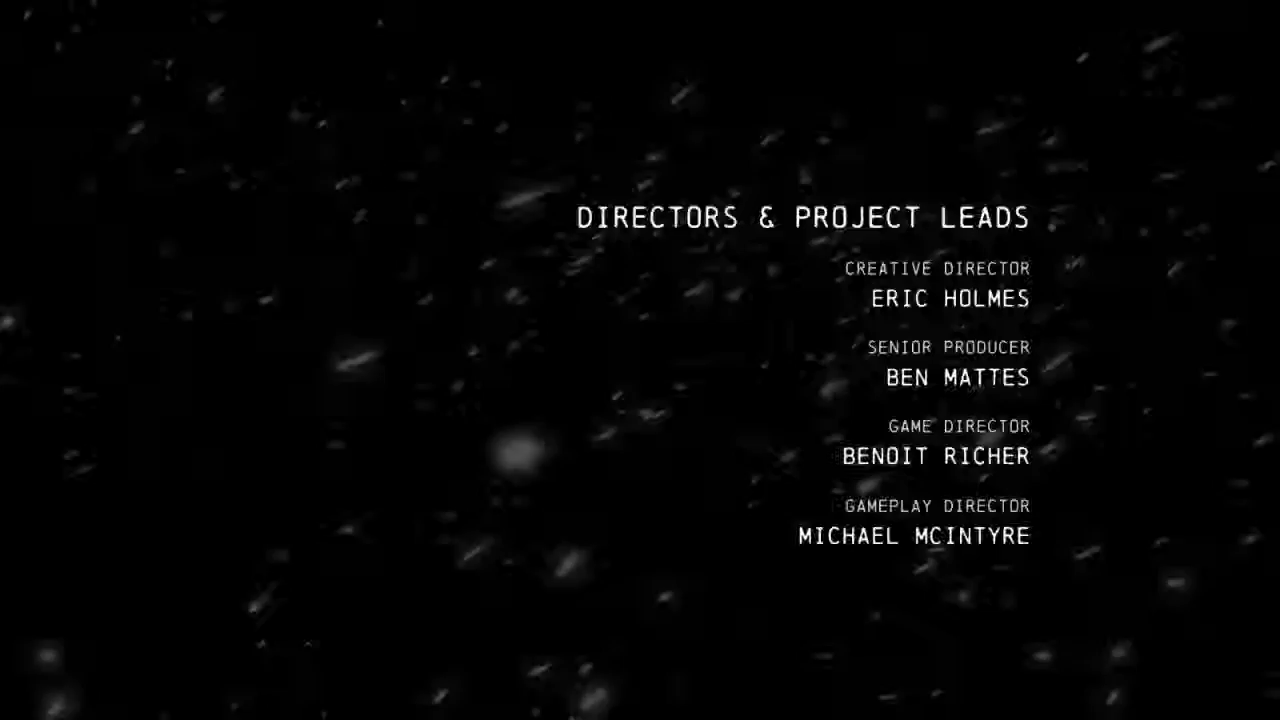 DIRECTORS & PROJECT LEADS
CREATIVE DIRECTOR
ERIC HOLMES
SENIOR PRODUCER
BEN MATTES
GAME DIRECTOR
BENOIT RICHER
GAMEPLAY DIRECTOR
MICHAEL MCINTYRE